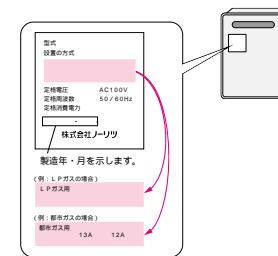 型式
設置の方式
定格電圧 AC100V
定格周波数 50/60Hz
定格消費電力
-
株式会社ノーリツ
製造年・月を示します。
(例:LPガスの場合)
LPガス用
(例:都市ガスの場合)
都市ガス用
13A 12A